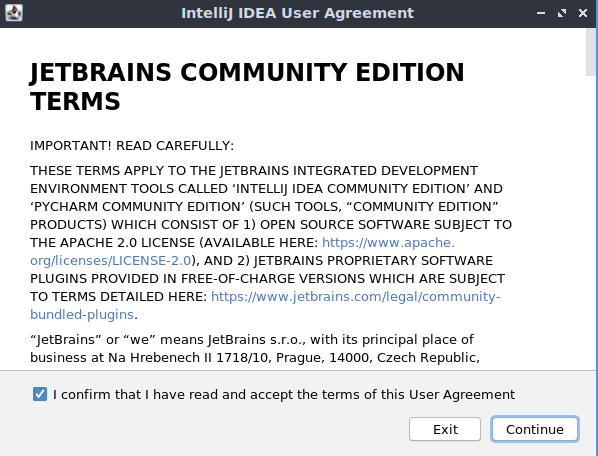 IntelliJ IDEA User Agreement
JETBRAINS COMMUNITY EDITION
TERMS
IMPORTANT! READ CAREFULLY:
THESE TERMS APPLY TO THE JETBRAINS INTEGRATED DEVELOPMENT
ENVIRONMENT TOOLS CALLED ‘INTELLIJ IDEA COMMUNITY EDITION’ AND
‘PYCHARM COMMUNITY EDITION’ (SUCH TOOLS, “COMMUNITY EDITION”
PRODUCTS) WHICH CONSIST OF 1) OPEN SOURCE SOFTWARE SUBJECT TO
THE APACHE 2.0 LICENSE (AVAILABLE HERE: https://www.apache.
org/licenses/LICENSE-2.0), AND 2) JETBRAINS PROPRIETARY SOFTWARE
PLUGINS PROVIDED IN FREE-OF-CHARGE VERSIONS WHICH ARE SUBJECT
TO TERMS DETAILED HERE: https://www.jetbrains.com/legal/community-
bundled-plugins.
“JetBrains” or “we” means JetBrains s.r.o., with its principal place of
business at Na Hrebenech II 1718/10, Prague, 14000, Czech Republic,
I confirm that I have read and accept the terms of this User Agreement
Exit
Continue